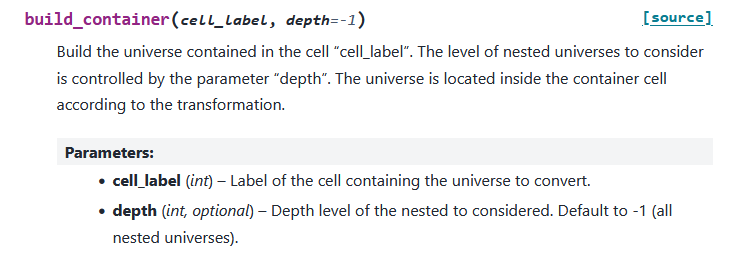 build_container(cell_label, depth=-1) [source]
Build the universe contained in the cell “cell_label”. The level of nested universes to consider
is controlled by the parameter “depth”. The universe is located inside the container cell
according to the transformation.
Parameters:
• cell_label (int) – Label of the cell containing the universe to convert.
• depth (int, optional) – Depth level of the nested to considered. Default to -1 (all
nested universes).